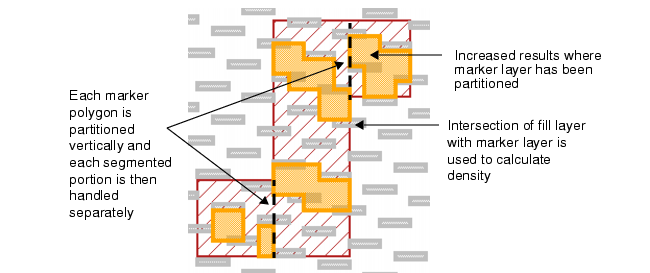 Each marker
polygon is
partitioned
vertically and
each segmented
portion is then
handled
separately
Increased results where
marker layer has been
partitioned
Intersection of fill layer
with marker layer is
used to calculate
density